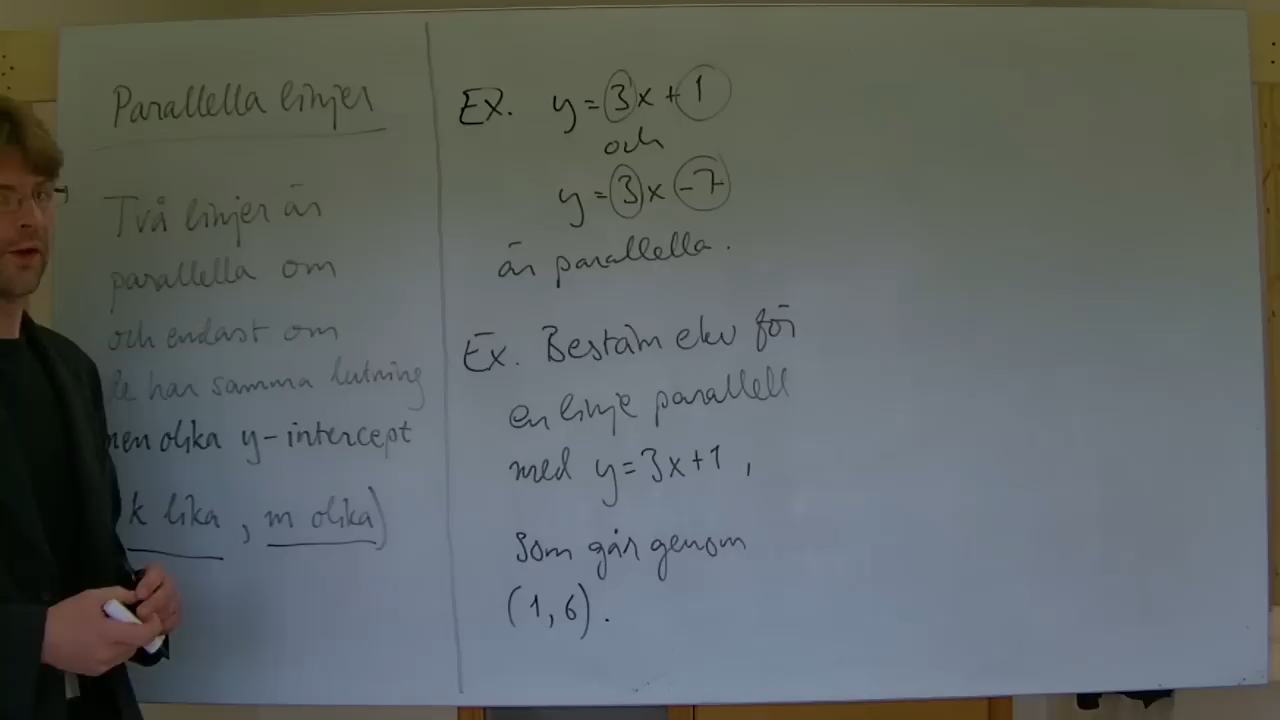 Parallella linjer
Två linjer är
parallella om
och endast om
de har samma lutning
men olika y-intercept
k lika, m olika)
Ex. y=3x+1
och
y=3x-7
är parallella.
Ex. Bestäm ekv för
en linje parallell
med y=3x+1,
som går genom
(1,6).